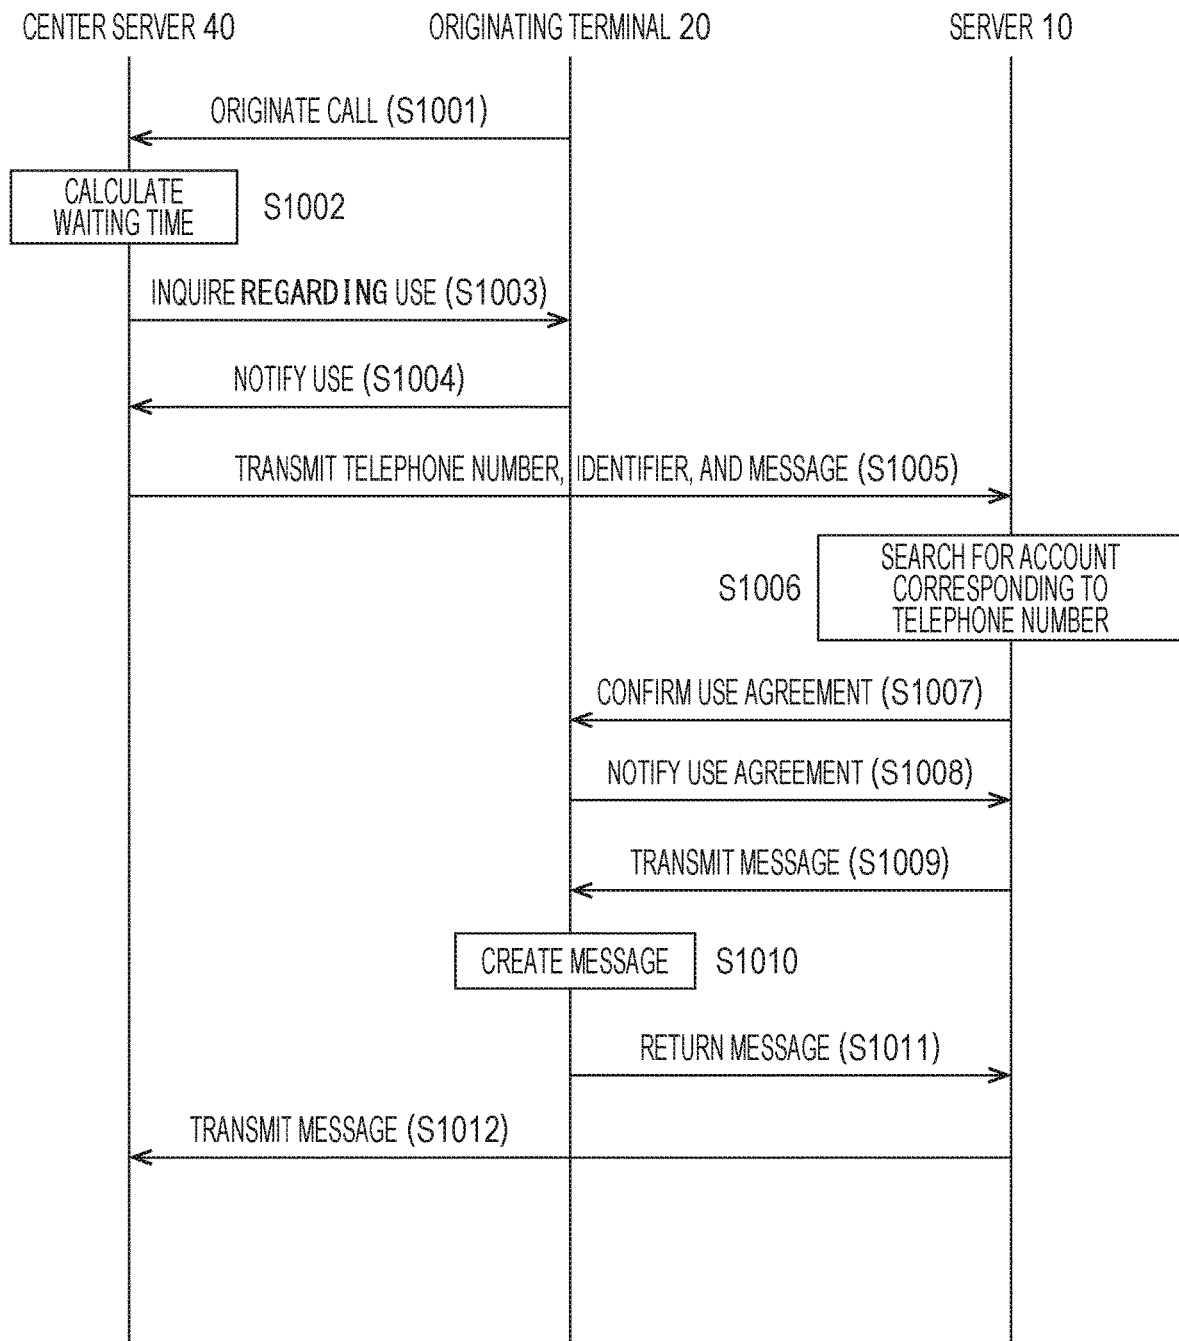 CENTER SERVER 40
ORIGINATING TERMINAL 20
SERVER 10
ORIGINATE CALL (S1001)
CALCULATE
WAITING TIME
S1002
INQUIRE REGARDING USE (S1003)
NOTIFY USE (S1004)
TRANSMIT TELEPHONE NUMBER, IDENTIFIER, AND MESSAGE (S1005)
S1006
SEARCH FOR ACCOUNT
CORRESPONDING TO
TELEPHONE NUMBER
CONFIRM USE AGREEMENT (S1007)
NOTIFY USE AGREEMENT (S1008)
TRANSMIT MESSAGE (S1009)
CREATE MESSAGE
S1010
RETURN MESSAGE (S1011)
TRANSMIT MESSAGE (S1012)